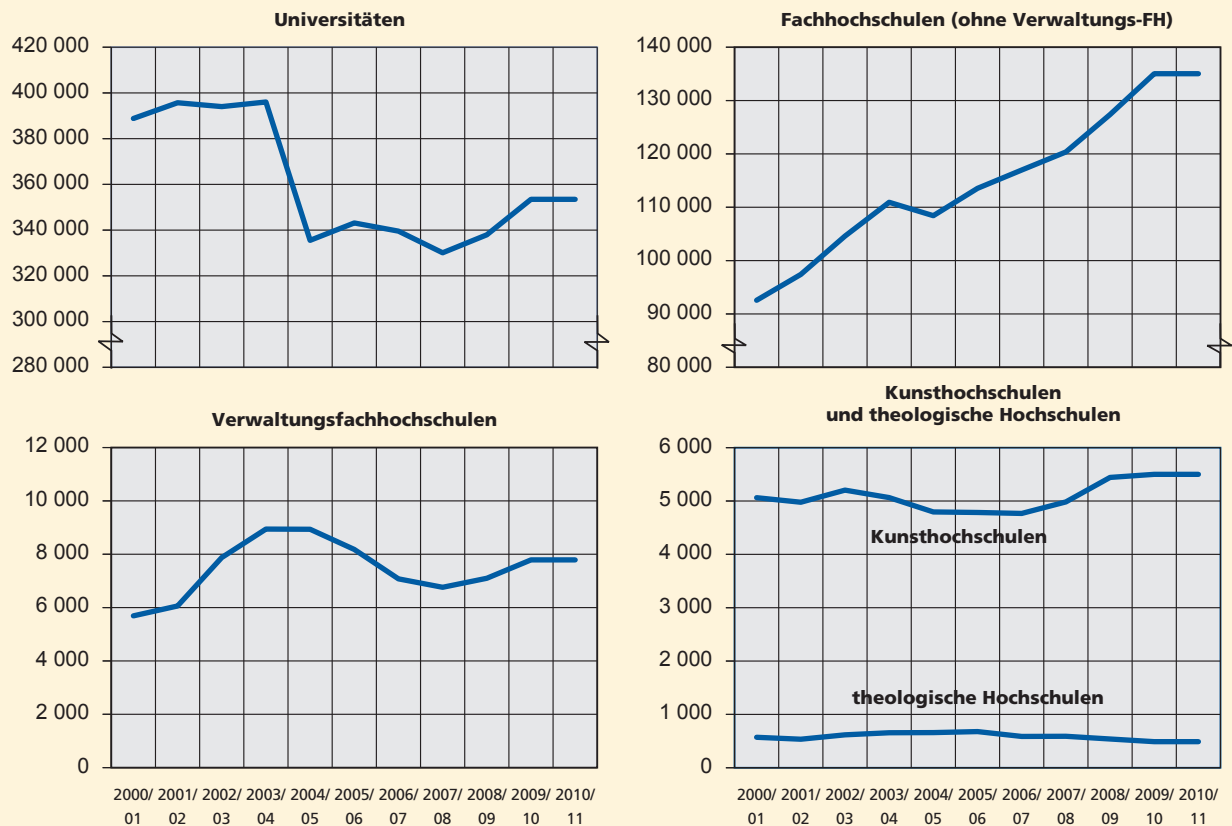 Universitäten
420 000
400 000
380 000
360 000
340 000
320 000
300 000
280 000
Fachhochschulen (ohne Verwaltungs-FH)
140 000
130 000
120 000
110 000
100 000
90 000
80 000
Verwaltungsfachhochschulen
12 000
10 000
8 000
6 000
4 000
2 000
0
2000/ 2001/ 2002/ 2003/ 2004/ 2005/ 2006/ 2007/ 2008/ 2009/ 2010/
01 02 03 04 05 06 07 08 09 10 11
Kunsthochschulen
und theologische Hochschulen
6 000
5 000
Kunsthochschulen
4 000
3 000
2 000
theologische Hochschulen
1 000
0
2000/ 2001/ 2002/ 2003/ 2004/ 2005/ 2006/ 2007/ 2008/ 2009/ 2010/
01 02 03 04 05 06 07 08 09 10 11